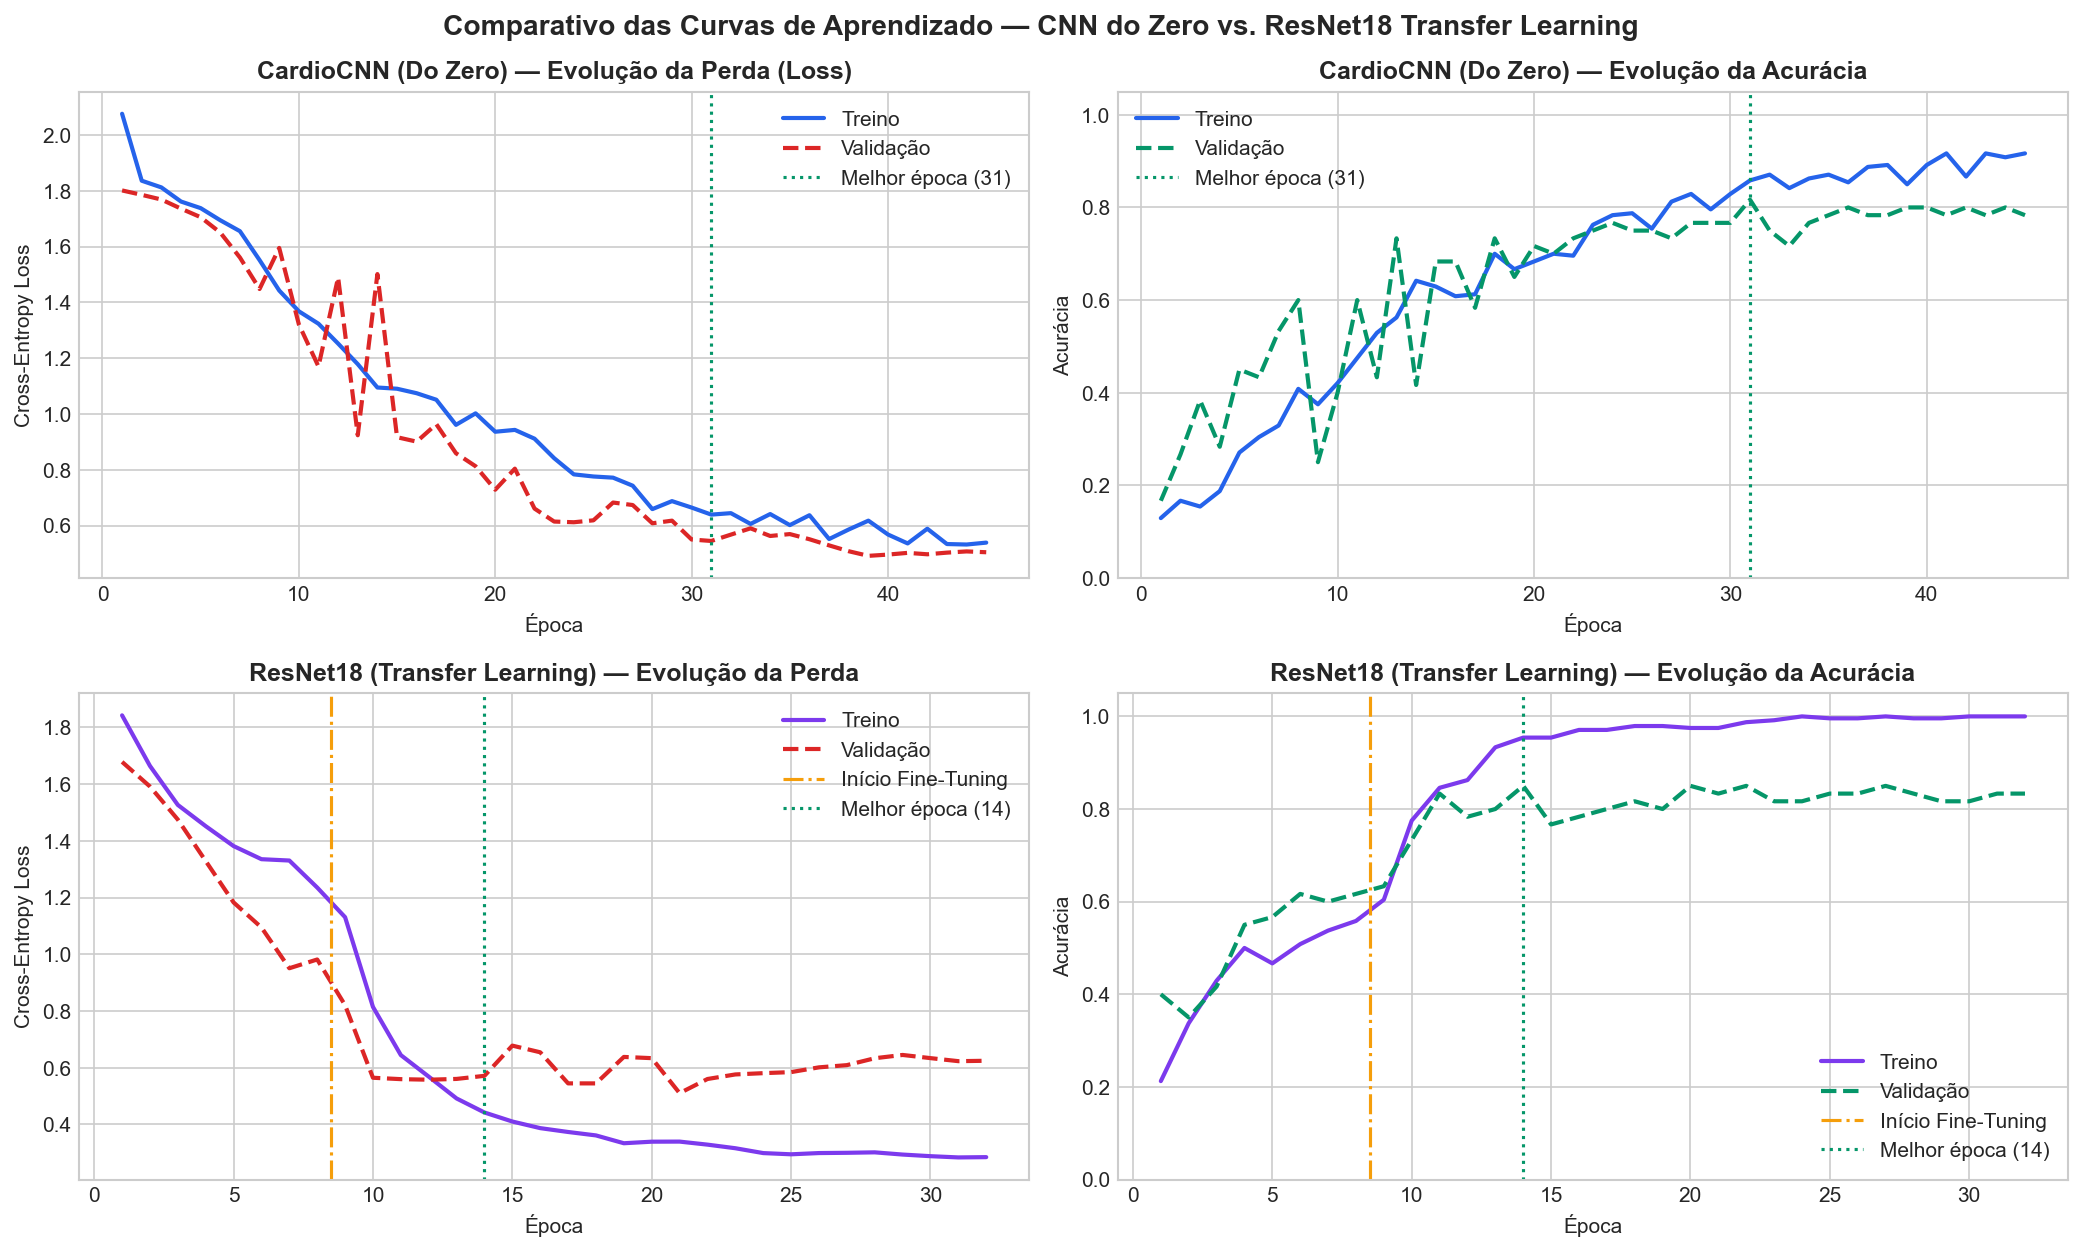 Comparativo das Curvas de Aprendizado — CNN do Zero vs. ResNet18 Transfer Learning
CardioCNN (Do Zero) — Evolução da Perda (Loss)
Cross-Entropy Loss
2.0
1.8
1.6
1.4
1.2
1.0
0.8
0.6
Treino
Validação
Melhor época (31)
0 10 20 30 40
Época
CardioCNN (Do Zero) — Evolução da Acurácia
Acurácia
1.0
0.8
0.6
0.4
0.2
0.0
Treino
Validação
Melhor época (31)
0 10 20 30 40
Época
ResNet18 (Transfer Learning) — Evolução da Perda
Cross-Entropy Loss
1.8
1.6
1.4
1.2
1.0
0.8
0.6
0.4
Treino
Validação
Início Fine-Tuning
Melhor época (14)
0 5 10 15 20 25 30
Época
ResNet18 (Transfer Learning) — Evolução da Acurácia
Acurácia
1.0
0.8
0.6
0.4
0.2
0.0
Treino
Validação
Início Fine-Tuning
Melhor época (14)
0 5 10 15 20 25 30
Época